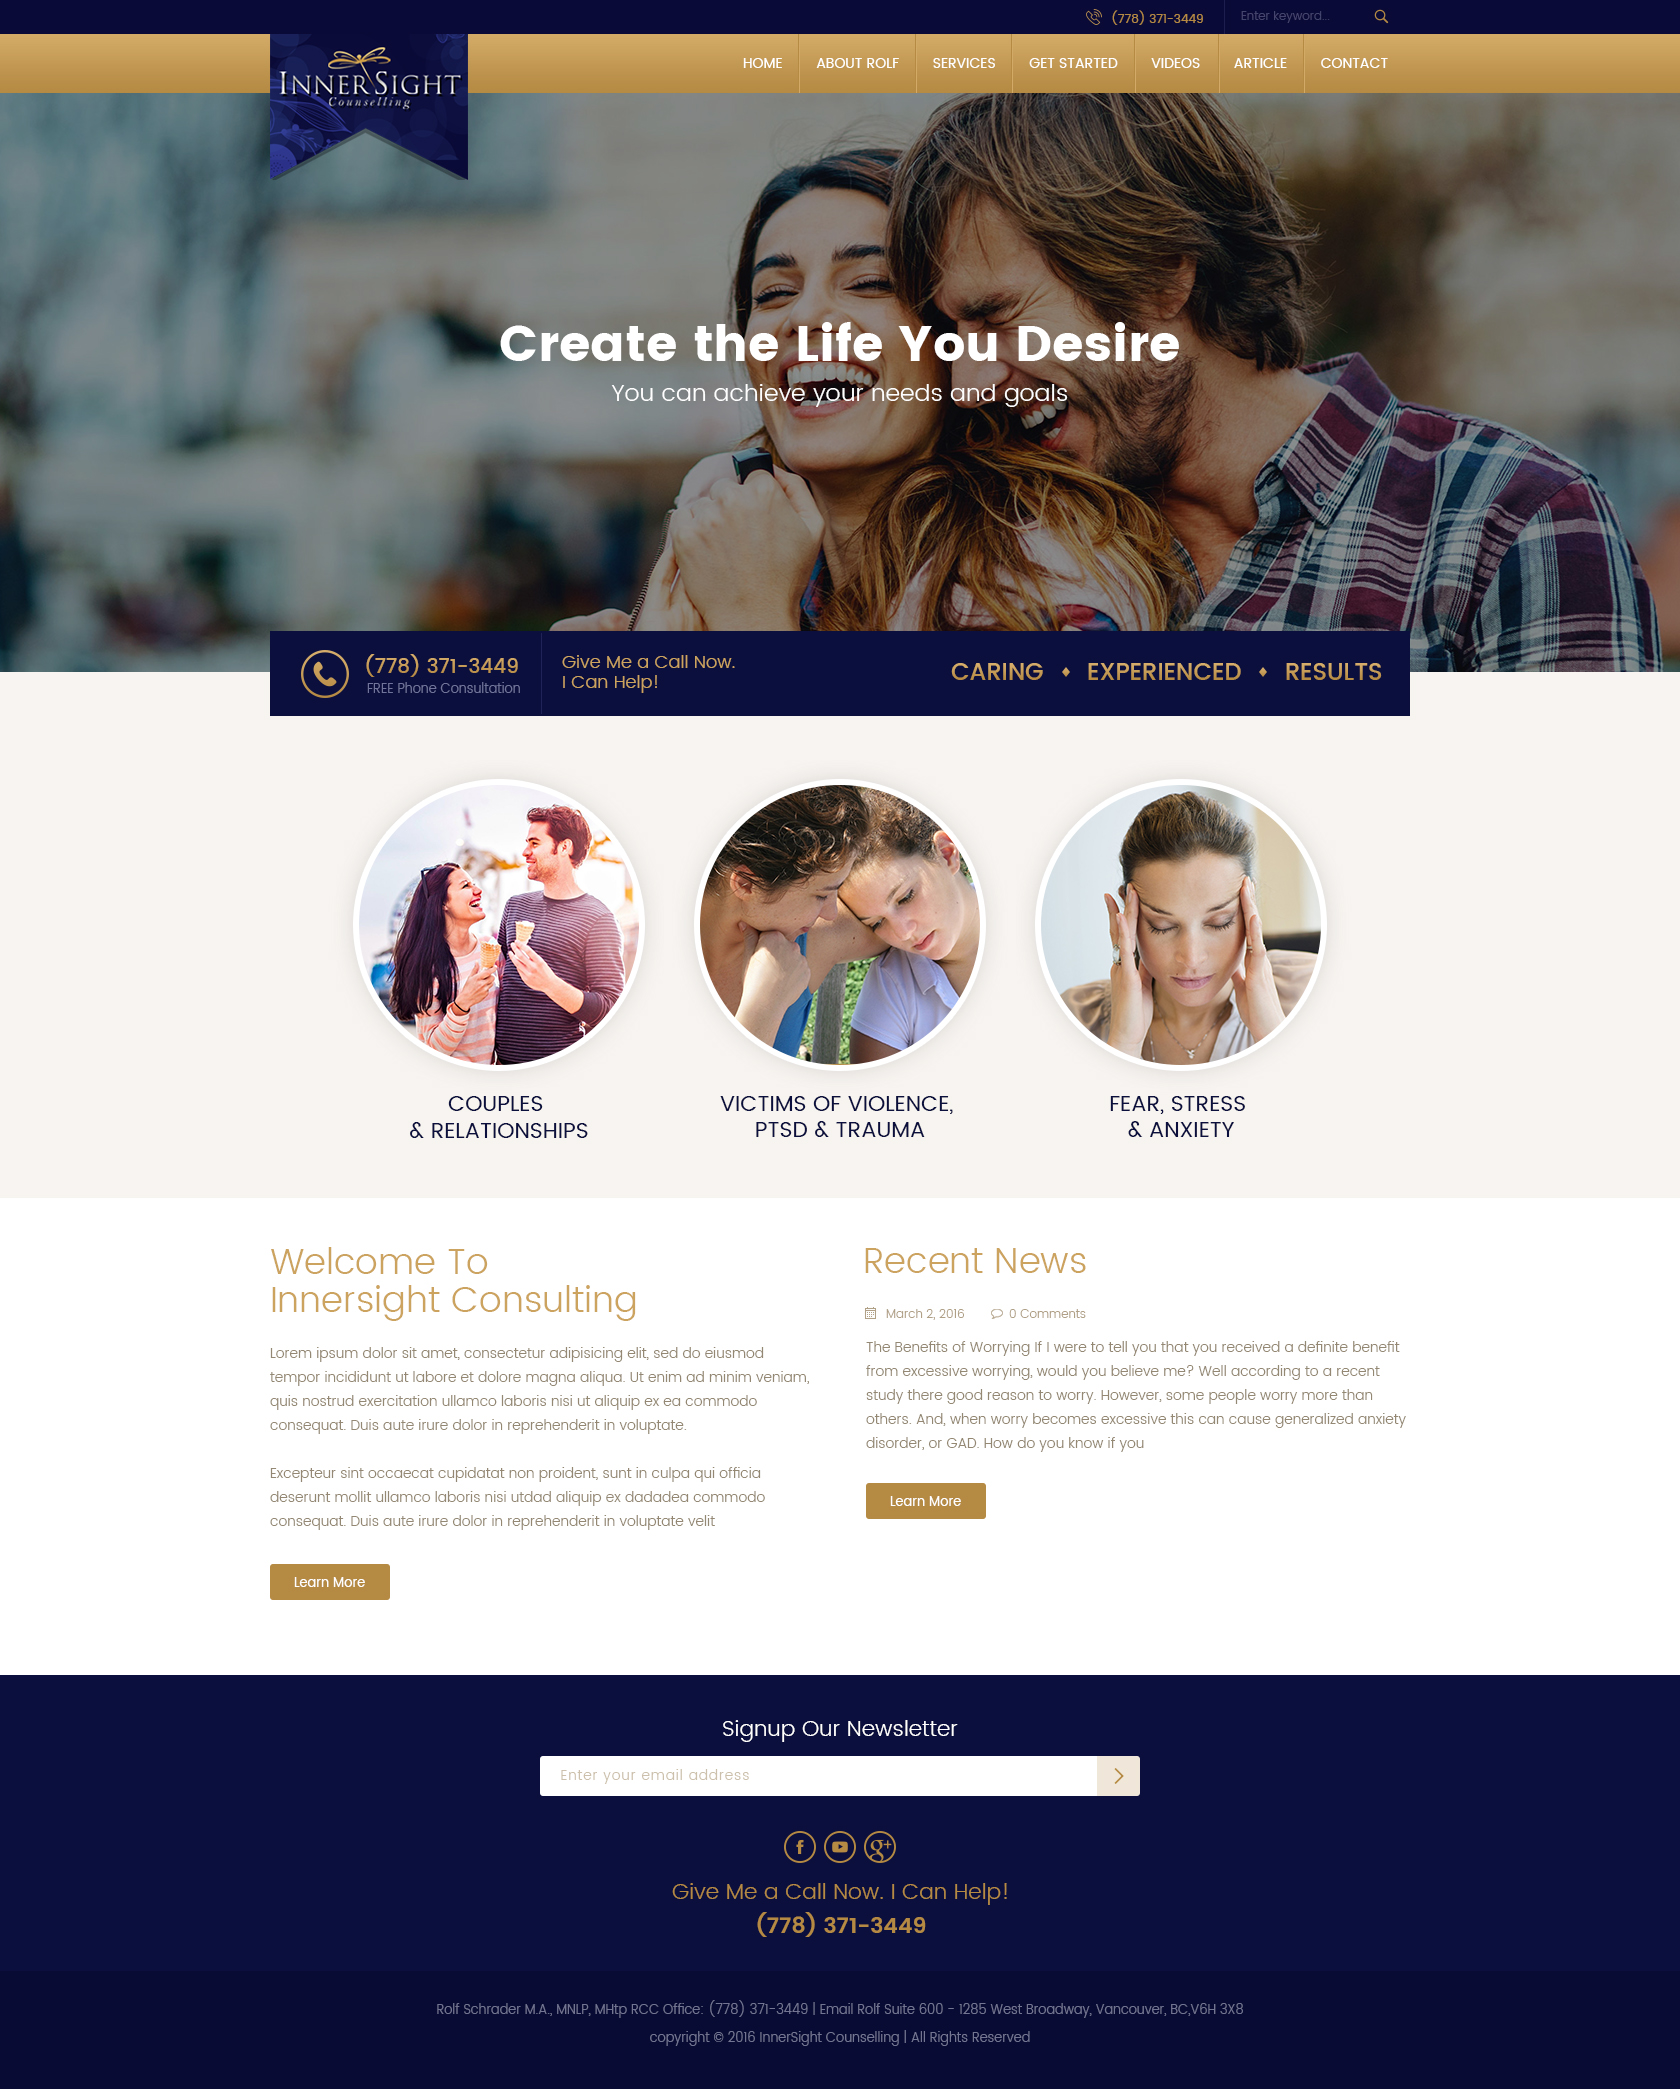 (778) 371-3449
Enter keyword...
INNERSIGHT
Counselling
HOME
ABOUT ROLF
SERVICES
GET STARTED
VIDEOS
ARTICLE
CONTACT
Create the Life You Desire
You can achieve your needs and goals
(778) 371-3449
FREE Phone Consultation
Give Me a Call Now.
I Can Help!
CARING ♦ EXPERIENCED ♦ RESULTS
COUPLES
& RELATIONSHIPS
VICTIMS OF VIOLENCE,
PTSD & TRAUMA
FEAR, STRESS
& ANXIETY
Welcome To
Innersight Consulting
Lorem ipsum dolor sit amet, consectetur adipisicing elit, sed do eiusmod
tempor incididunt ut labore et dolore magna aliqua. Ut enim ad minim veniam,
quis nostrud exercitation ullamco laboris nisi ut aliquip ex ea commodo
consequat. Duis aute irure dolor in reprehenderit in voluptate.
Excepteur sint occaecat cupidatat non proident, sunt in culpa qui officia
deserunt mollit ullamco laboris nisi utdad aliquip ex dadadea commodo
consequat. Duis aute irure dolor in reprehenderit in voluptate velit
Learn More
Recent News
March 2, 2016
0 Comments
The Benefits of Worrying If I were to tell you that you received a definite benefit
from excessive worrying, would you believe me? Well according to a recent
study there good reason to worry. However, some people worry more than
others. And, when worry becomes excessive this can cause generalized anxiety
disorder, or GAD. How do you know if you
Learn More
Signup Our Newsletter
Enter your email address
Give Me a Call Now. I Can Help!
(778) 371-3449
Rolf Schrader M.A., MNLP, MHtp RCC Office: (778) 371-3449 | Email Rolf Suite 600 - 1285 West Broadway, Vancouver, BC,V6H 3X8
copyright © 2016 InnerSight Counselling | All Rights Reserved